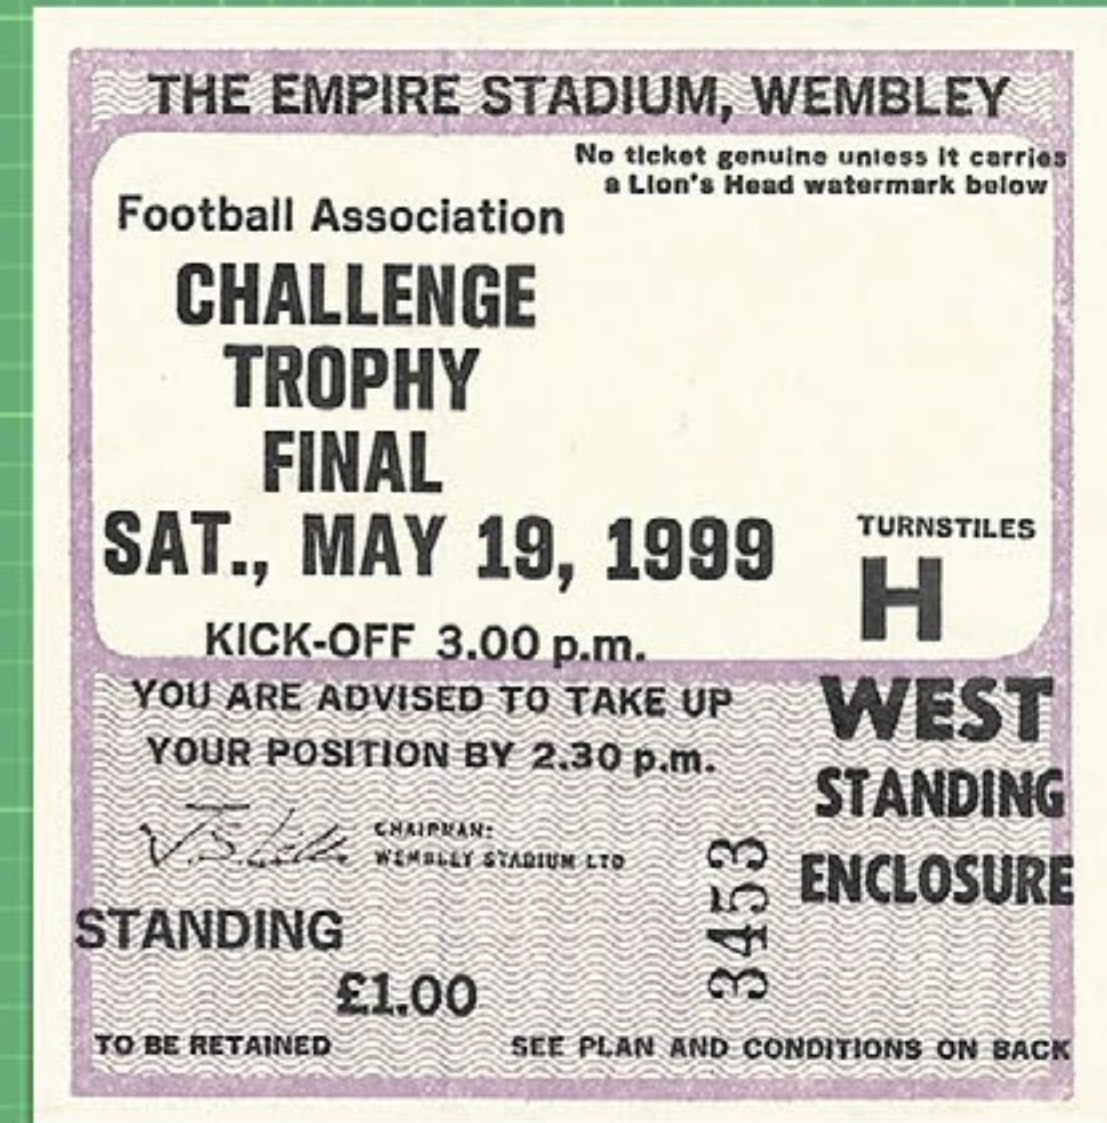 THE EMPIRE STADIUM, WEMBLEY
No ticket genuine unless it carries
a Lion's Head watermark below
Football Association
CHALLENGE
TROPHY
FINAL
SAT., MAY 19, 1999
KICK-OFF 3.00 p.m.
TURNSTILES
H
YOU ARE ADVISED TO TAKE UP
YOUR POSITION BY 2.30 p.m.
CHAIRMAN:
WEMBLEY STADIUM LTD
WEST
STANDING
ENCLOSURE
3453
STANDING
£1.00
TO BE RETAINED
SEE PLAN AND CONDITIONS ON BACK